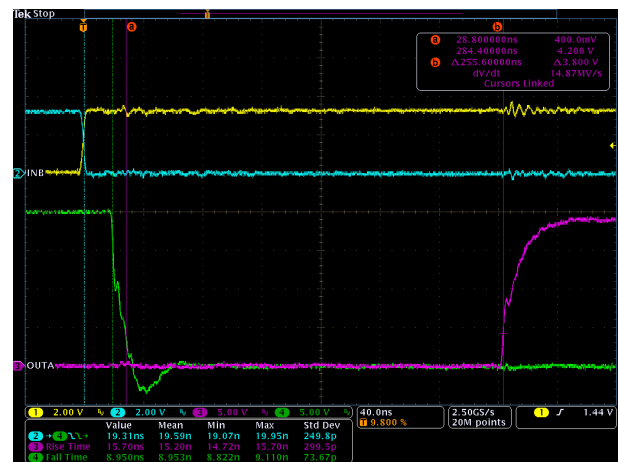 Tek Stop
T
a
b
a 28.800000ns 400.0mV
284.40000ns 4.200 V
b Δ255.60000ns Δ3.800 V
dV/dt 14.87MV/s
Cursors Linked
2 INB
3 OUTA
1 2.00 V 2 2.00 V 3 5.00 V 4 5.00 V
40.0ns
T 9.800 %
2.50GS/s
20M points
1 1.44 V
Value Mean Min Max Std Dev
2 → 4 19.31ns 19.59n 19.07n 19.95n 249.8p
3 Rise Time 15.70ns 15.20n 14.72n 15.70n 299.5p
4 Fall Time 8.950ns 8.953n 8.822n 9.110n 73.67p